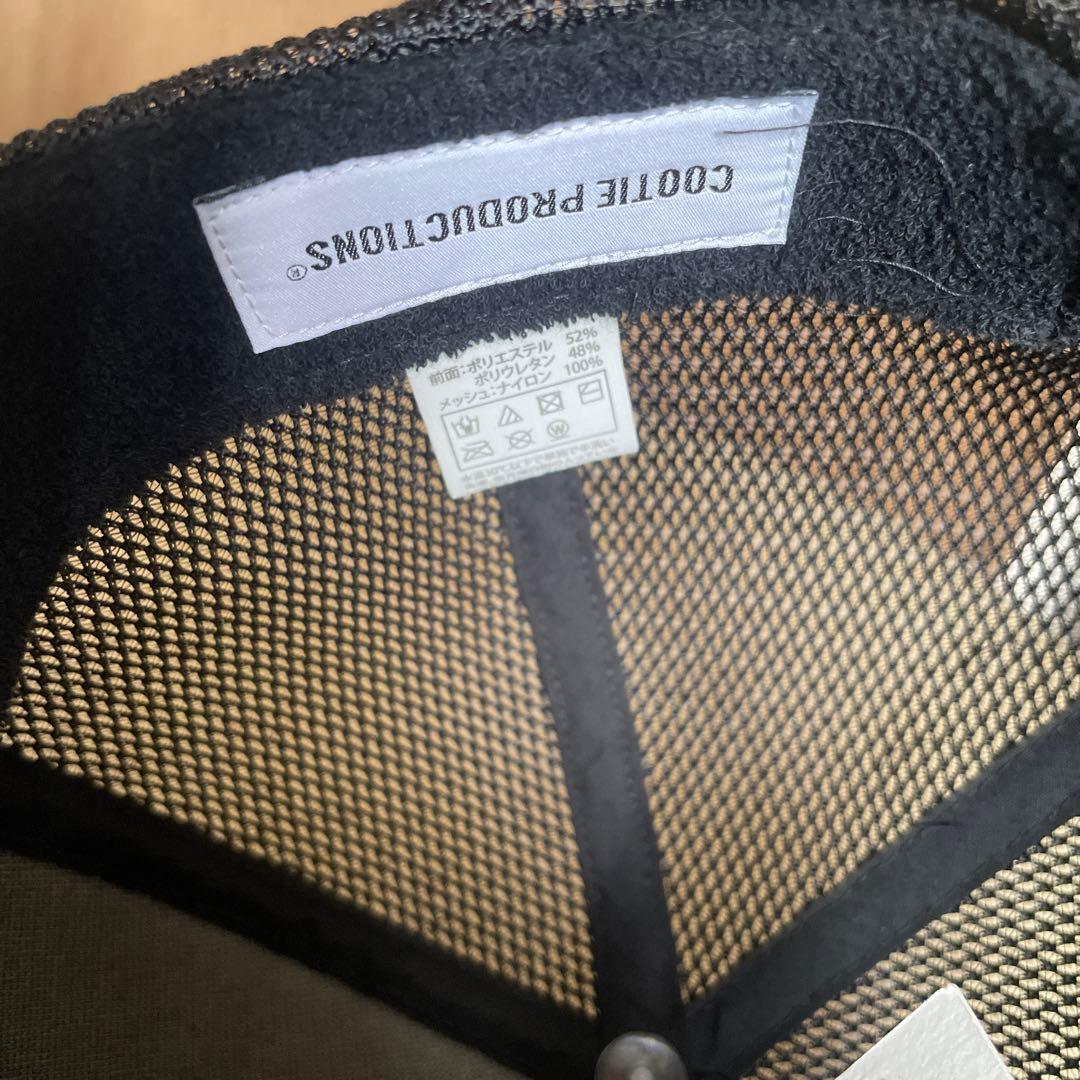 COOTIE PRODUCTIONS®
前面:ポリエステル 52%
ポリウレタン 48%
メッシュ:ナイロン 100%
W